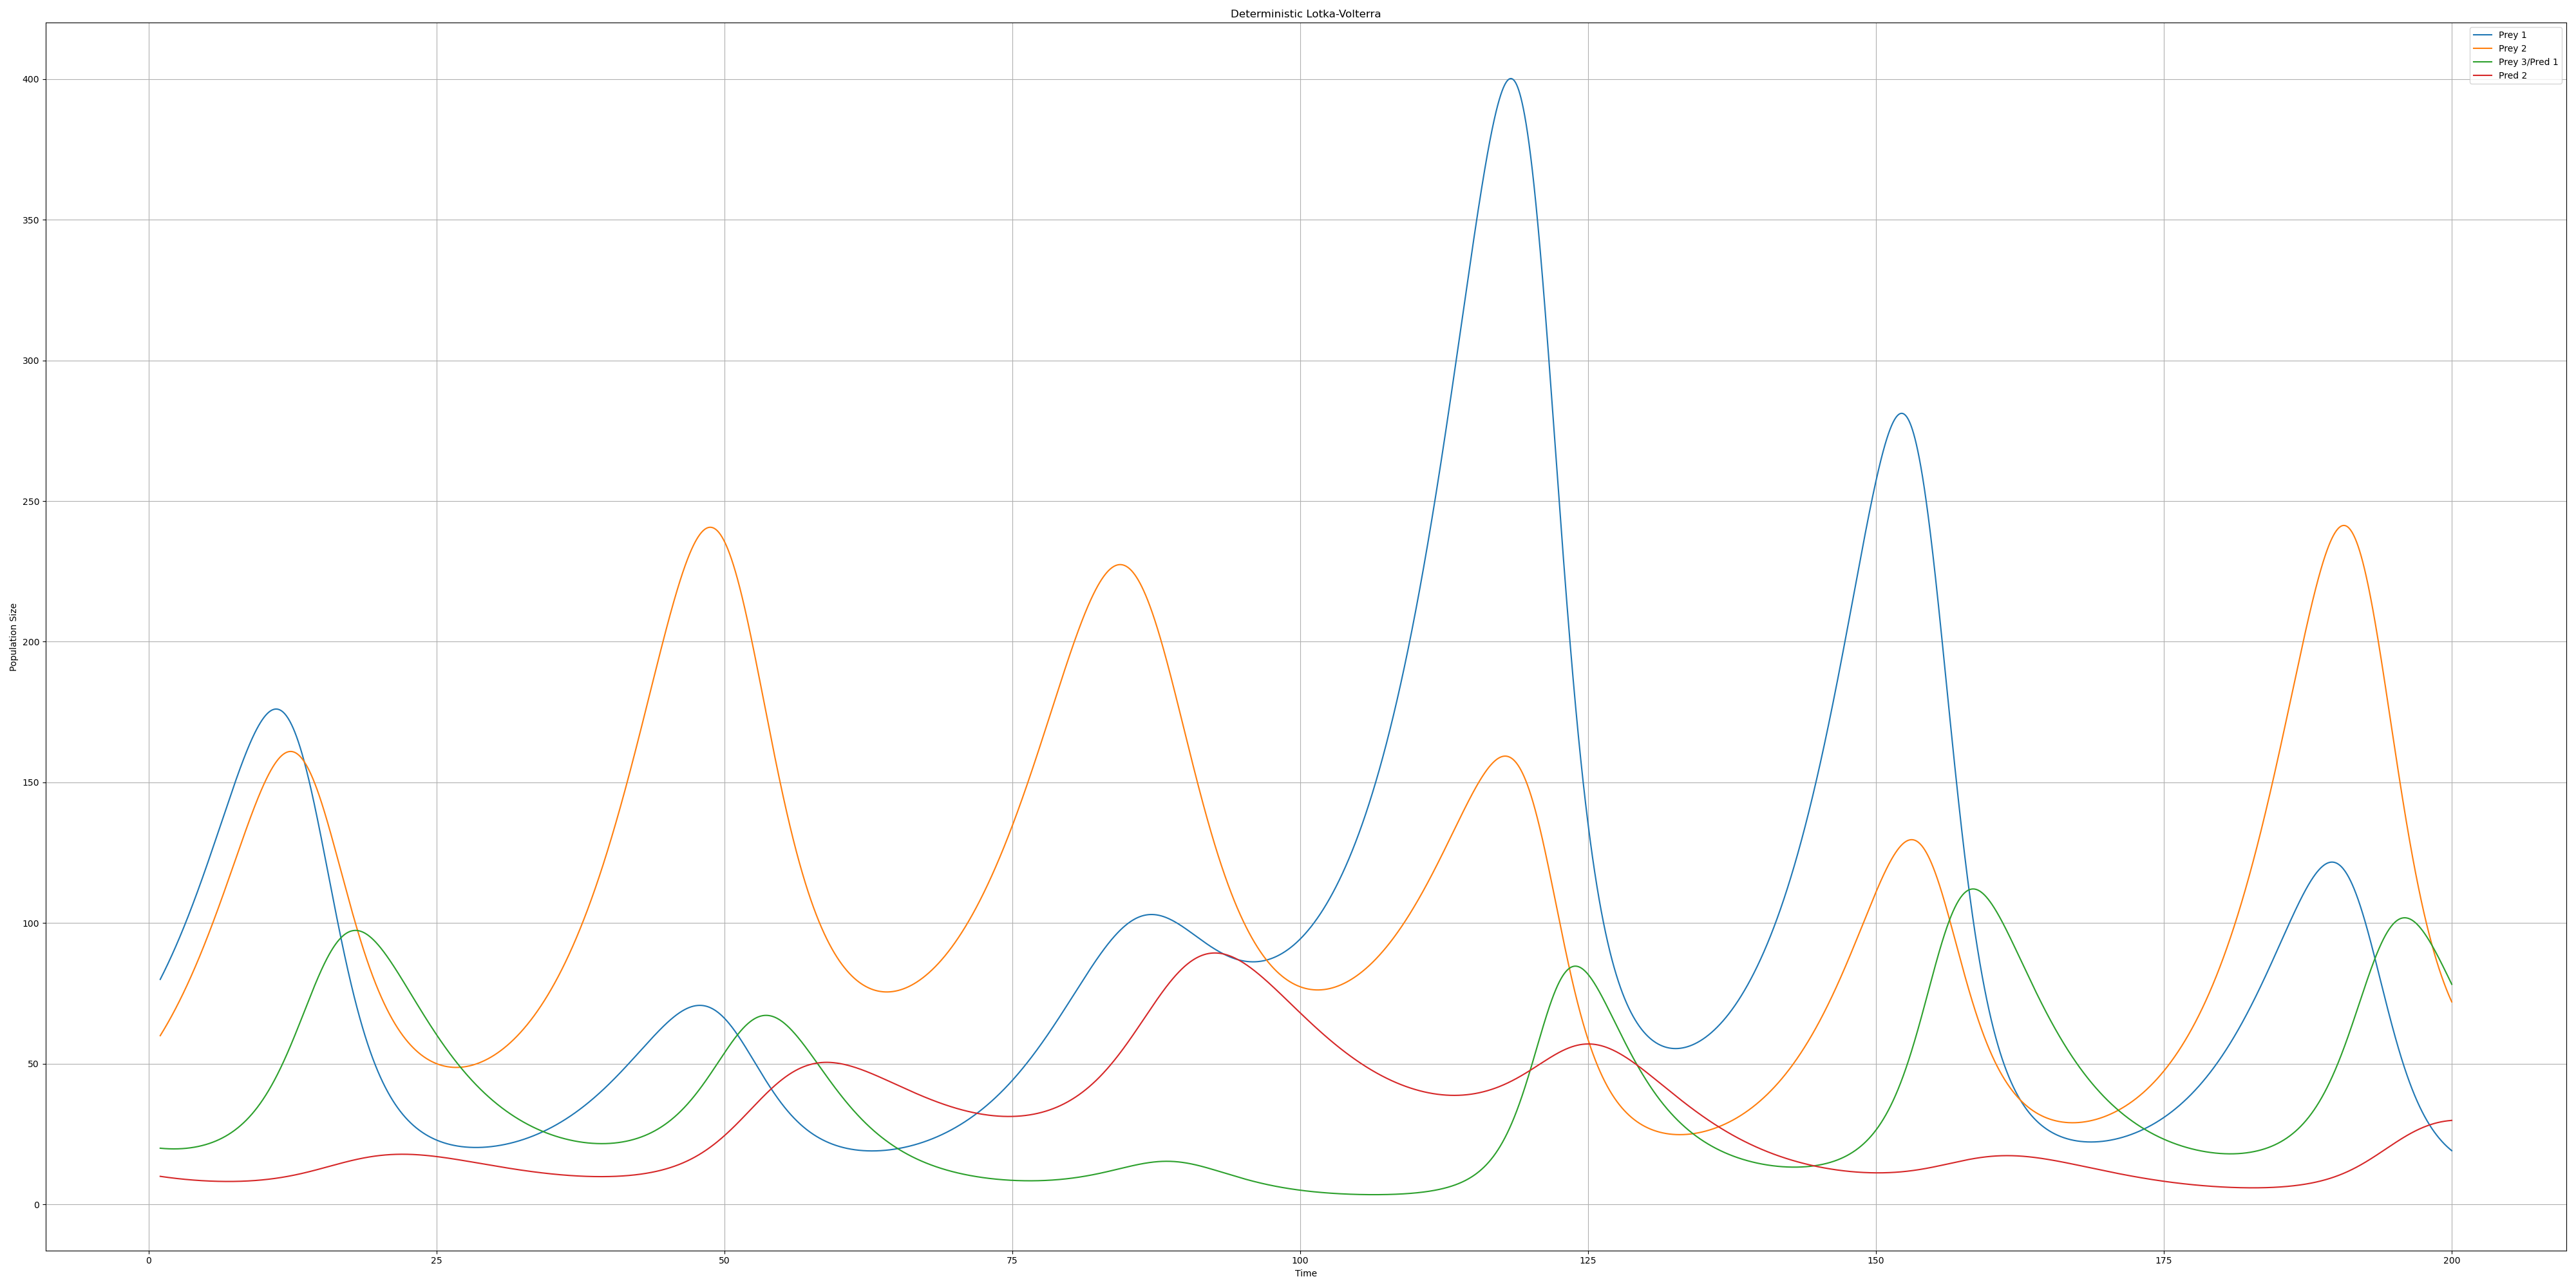 Deterministic Lotka-Volterra
Prey 1
Prey 2
Prey 3/Pred 1
Pred 2
Population Size
400
350
300
250
200
150
100
50
0
0 25 50 75 100 125 150 175 200
Time